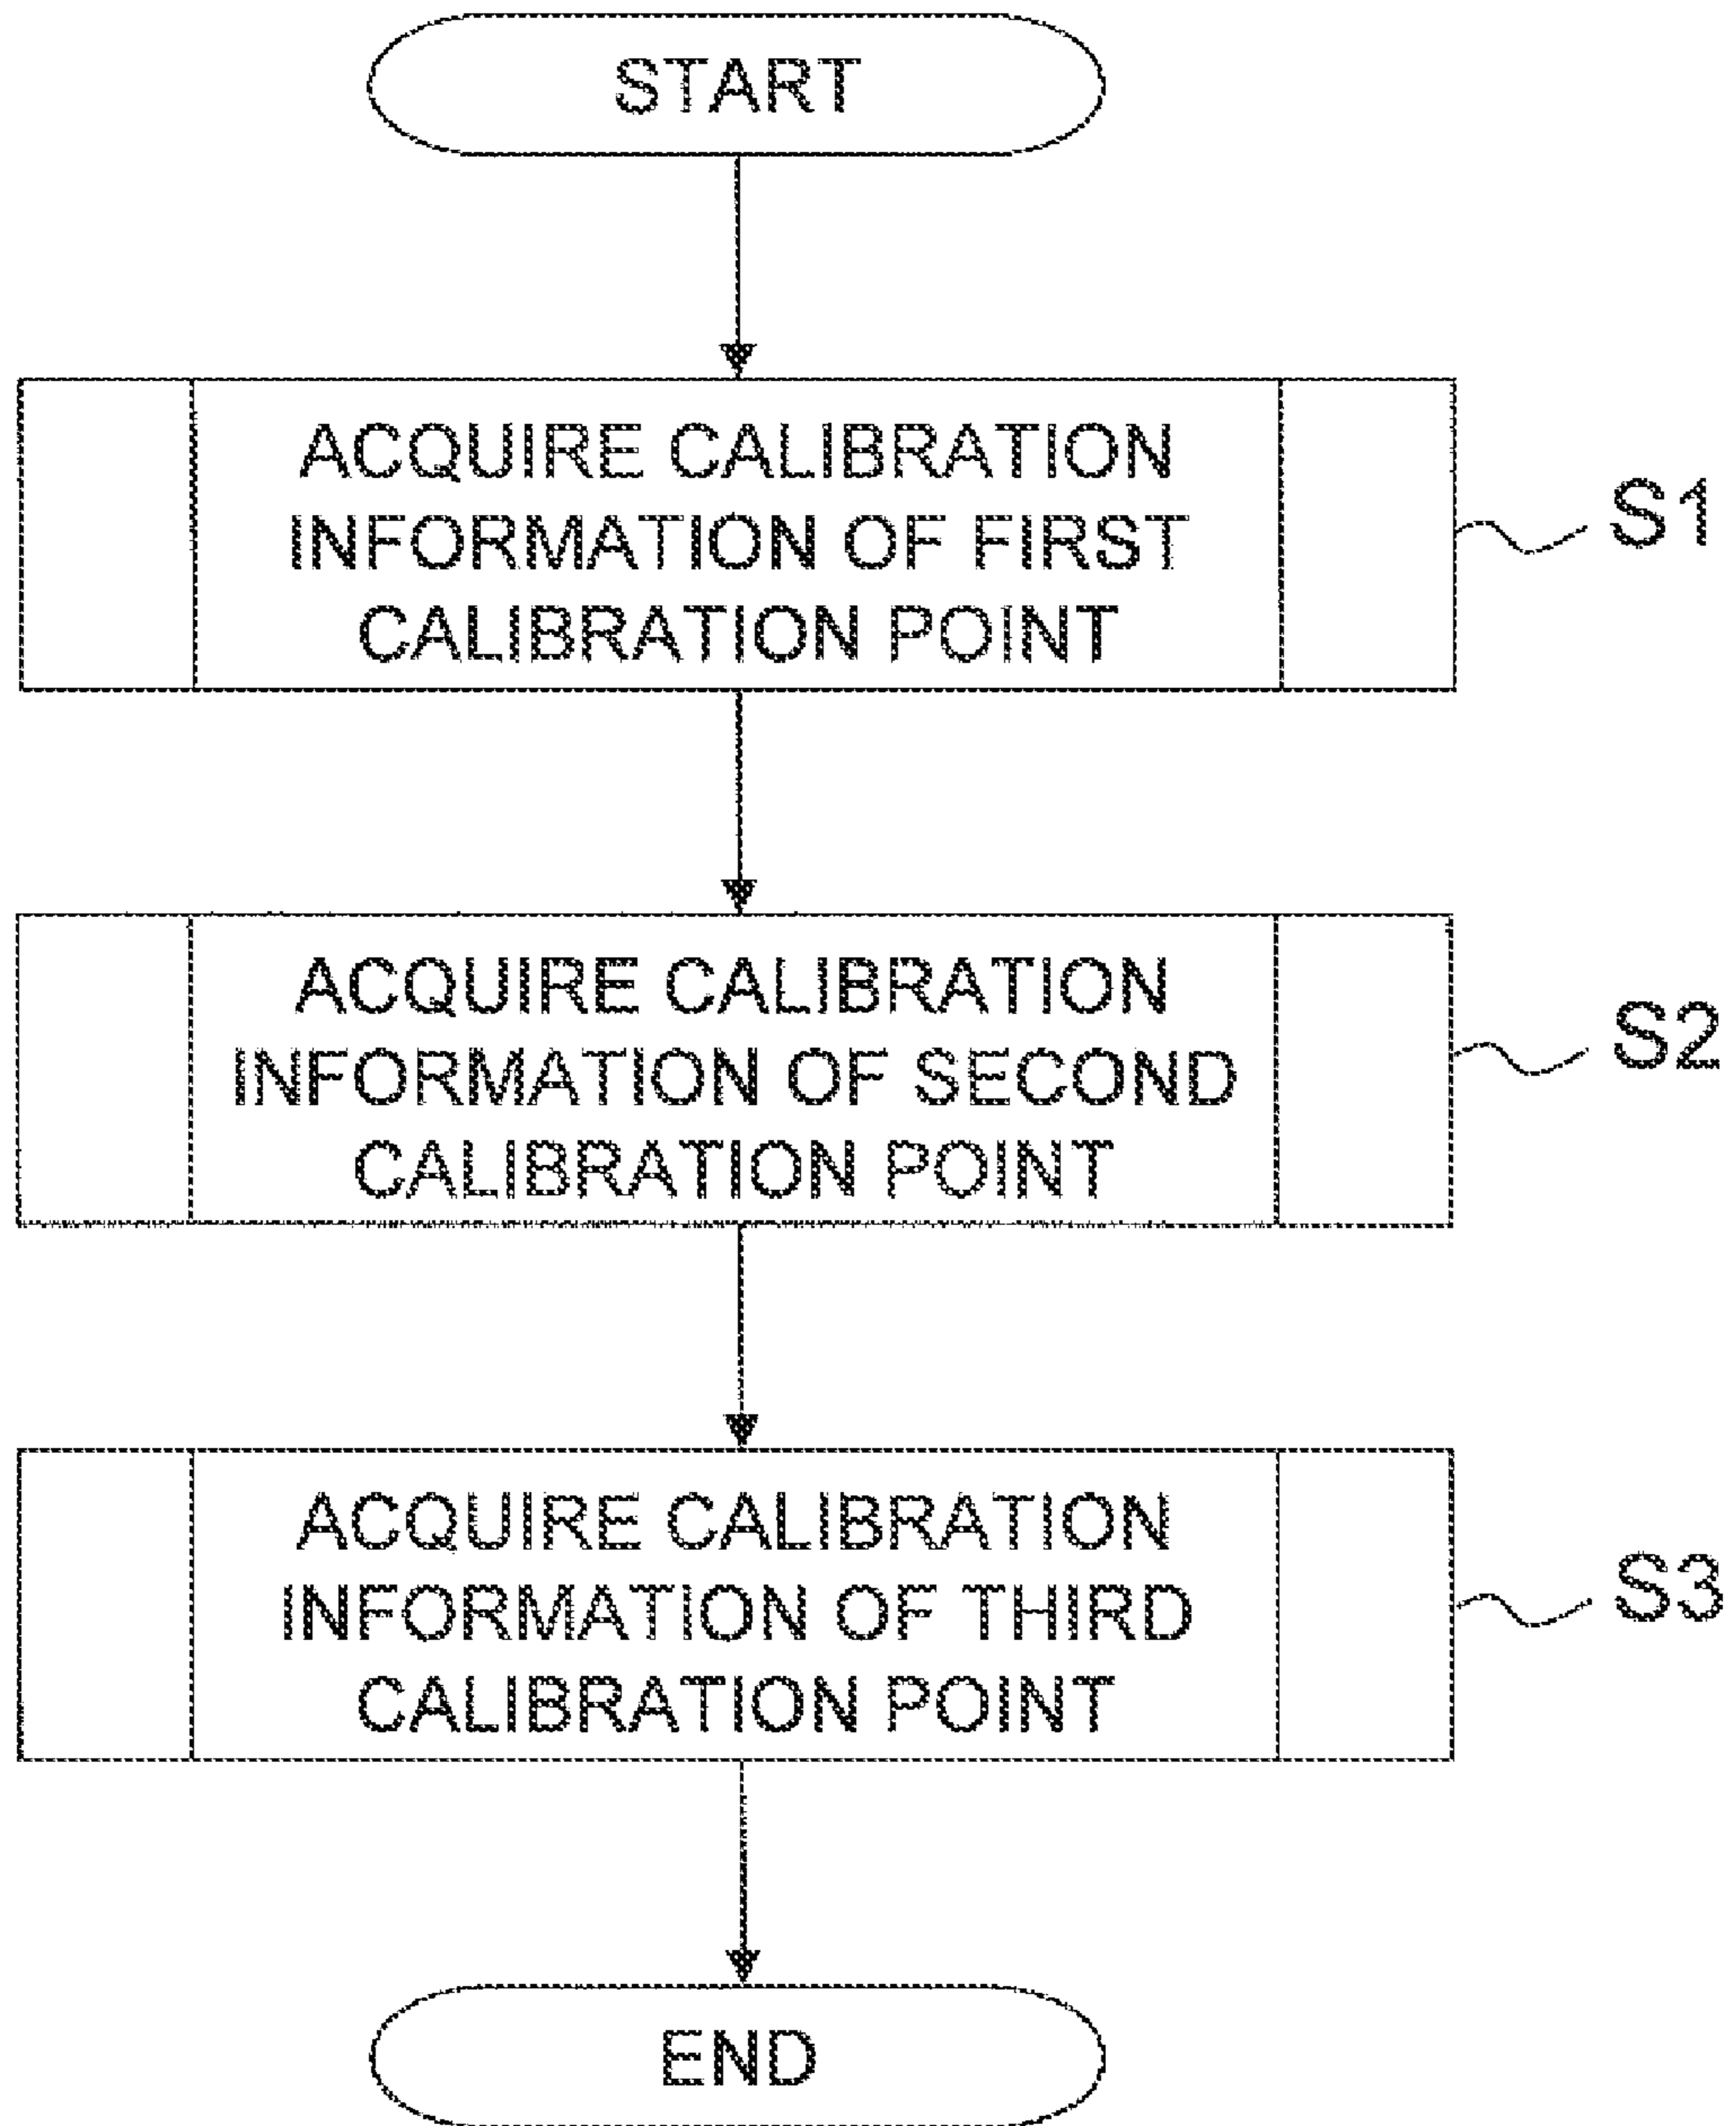 START
ACQUIRE CALIBRATION
INFORMATION OF FIRST
CALIBRATION POINT
S1
ACQUIRE CALIBRATION
INFORMATION OF SECOND
CALIBRATION POINT
S2
ACQUIRE CALIBRATION
INFORMATION OF THIRD
CALIBRATION POINT
S3
END